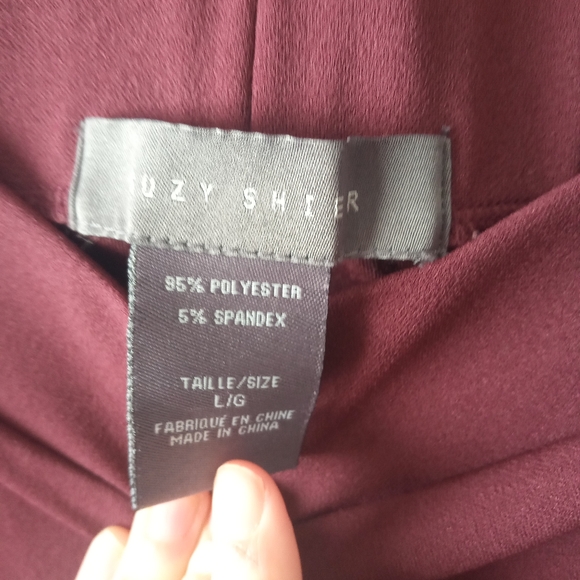 UZY SHIER
95% POLYESTER
5% SPANDEX
TAILLE/SIZE
L/G
FABRIQUÉ EN CHINE
MADE IN CHINA